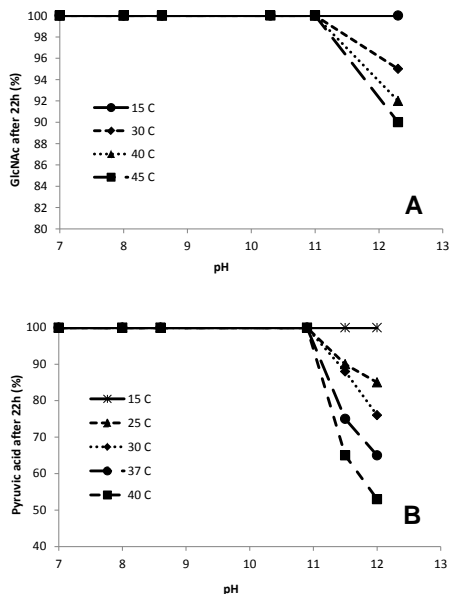 100
98
96
94
92
90
88
86
84
82
80
GlcNAc after 22h (%)
15 C
30 C
40 C
45 C
A
7 8 9 10 11 12 13
pH
100
90
80
70
60
50
40
Pyruvic acid after 22h (%)
15 C
25 C
30 C
37 C
40 C
B
7 8 9 10 11 12 13
pH